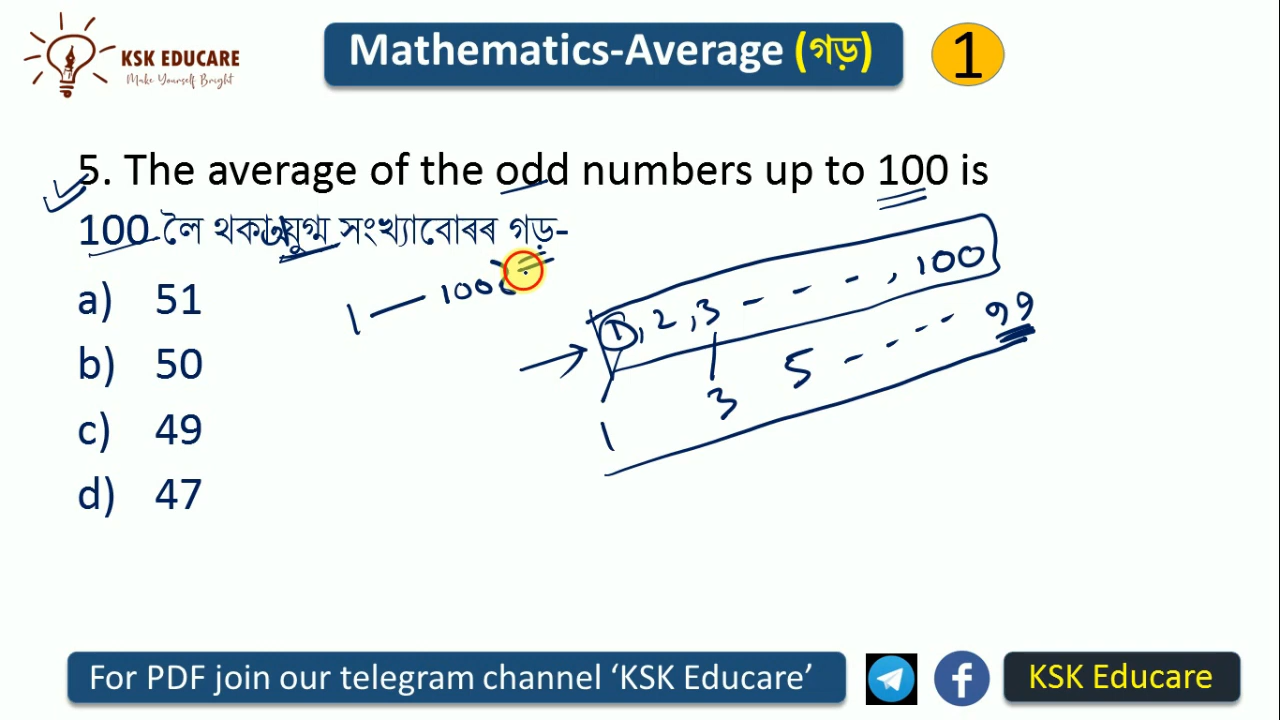 KSK EDUCARE
Make Yourself Bright
Mathematics-Average (গড়)
1
5. The average of the odd numbers up to 100 is
100 লৈ থকা অযুগ্ম সংখ্যাবোৰৰ গড়-
a) 51
b) 50
c) 49
d) 47
1 — 100
1, 2, 3 - - - -, 100
1 3 5 - - - - 99
For PDF join our telegram channel ‘KSK Educare’
KSK Educare